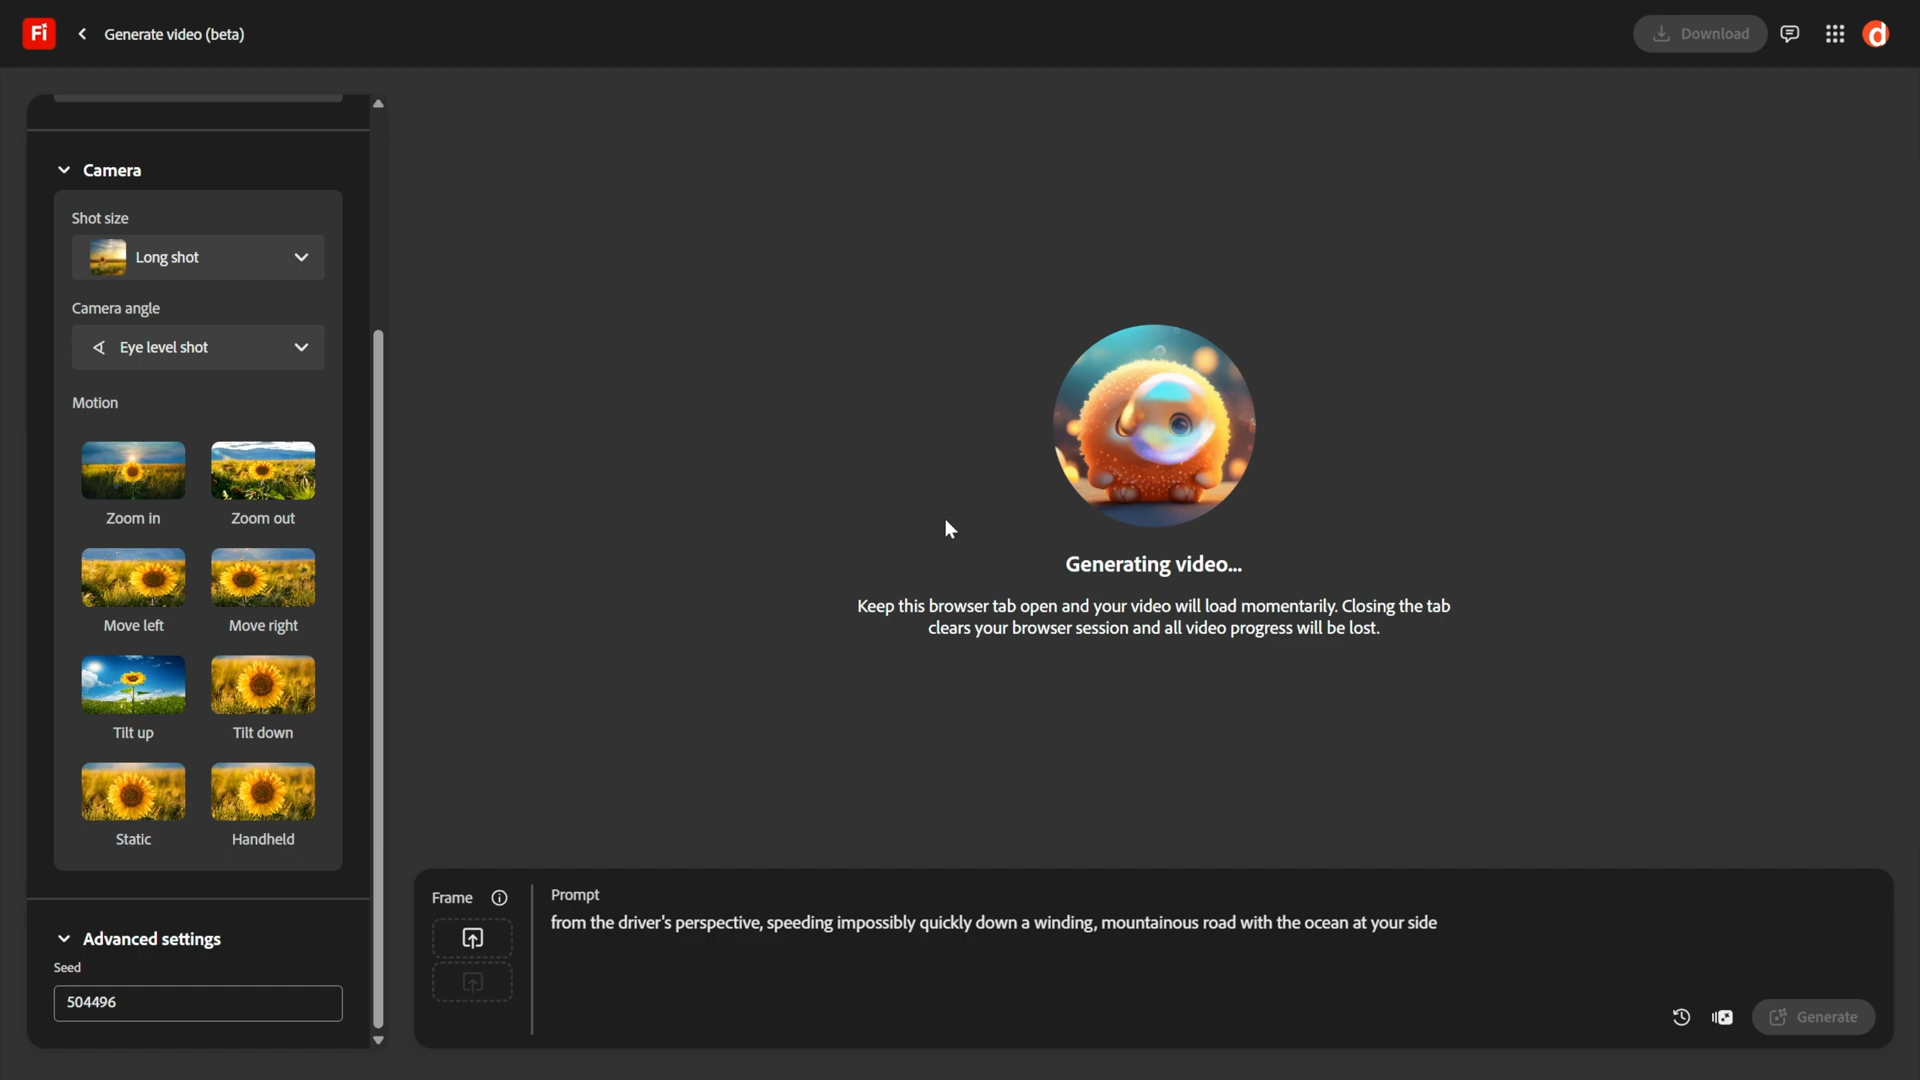 Fi
Generate video (beta)
Download
Camera
Shot size
Long shot
Camera angle
Eye level shot
Motion
Zoom in
Zoom out
Move left
Move right
Tilt up
Tilt down
Static
Handheld
Advanced settings
Seed
504496
Generating video...
Keep this browser tab open and your video will load momentarily. Closing the tab
clears your browser session and all video progress will be lost.
Frame
Prompt
from the driver's perspective, speeding impossibly quickly down a winding, mountainous road with the ocean at your side
Generate